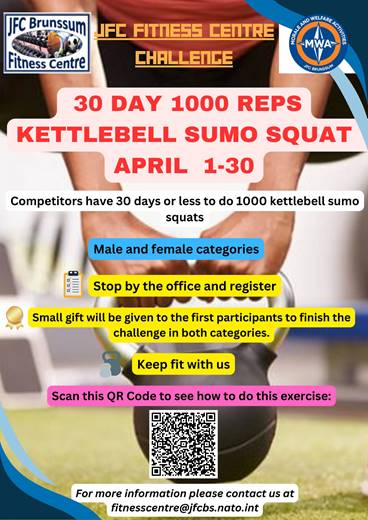 JFC Brunssum
Fitness Centre
JFC FITNESS CENTRE
CHALLENGE
MORALE AND WELFARE ACTIVITIES
MWA
JFC BRUNSSUM
30 DAY 1000 REPS
KETTLEBELL SUMO SQUAT
APRIL 1-30
Competitors have 30 days or less to do 1000 kettlebell sumo
squats
Male and female categories
Stop by the office and register
Small gift will be given to the first participants to finish the
challenge in both categories.
Keep fit with us
Scan this QR Code to see how to do this exercise:
For more information please contact us at
fitnesscentre@jfcbs.nato.int